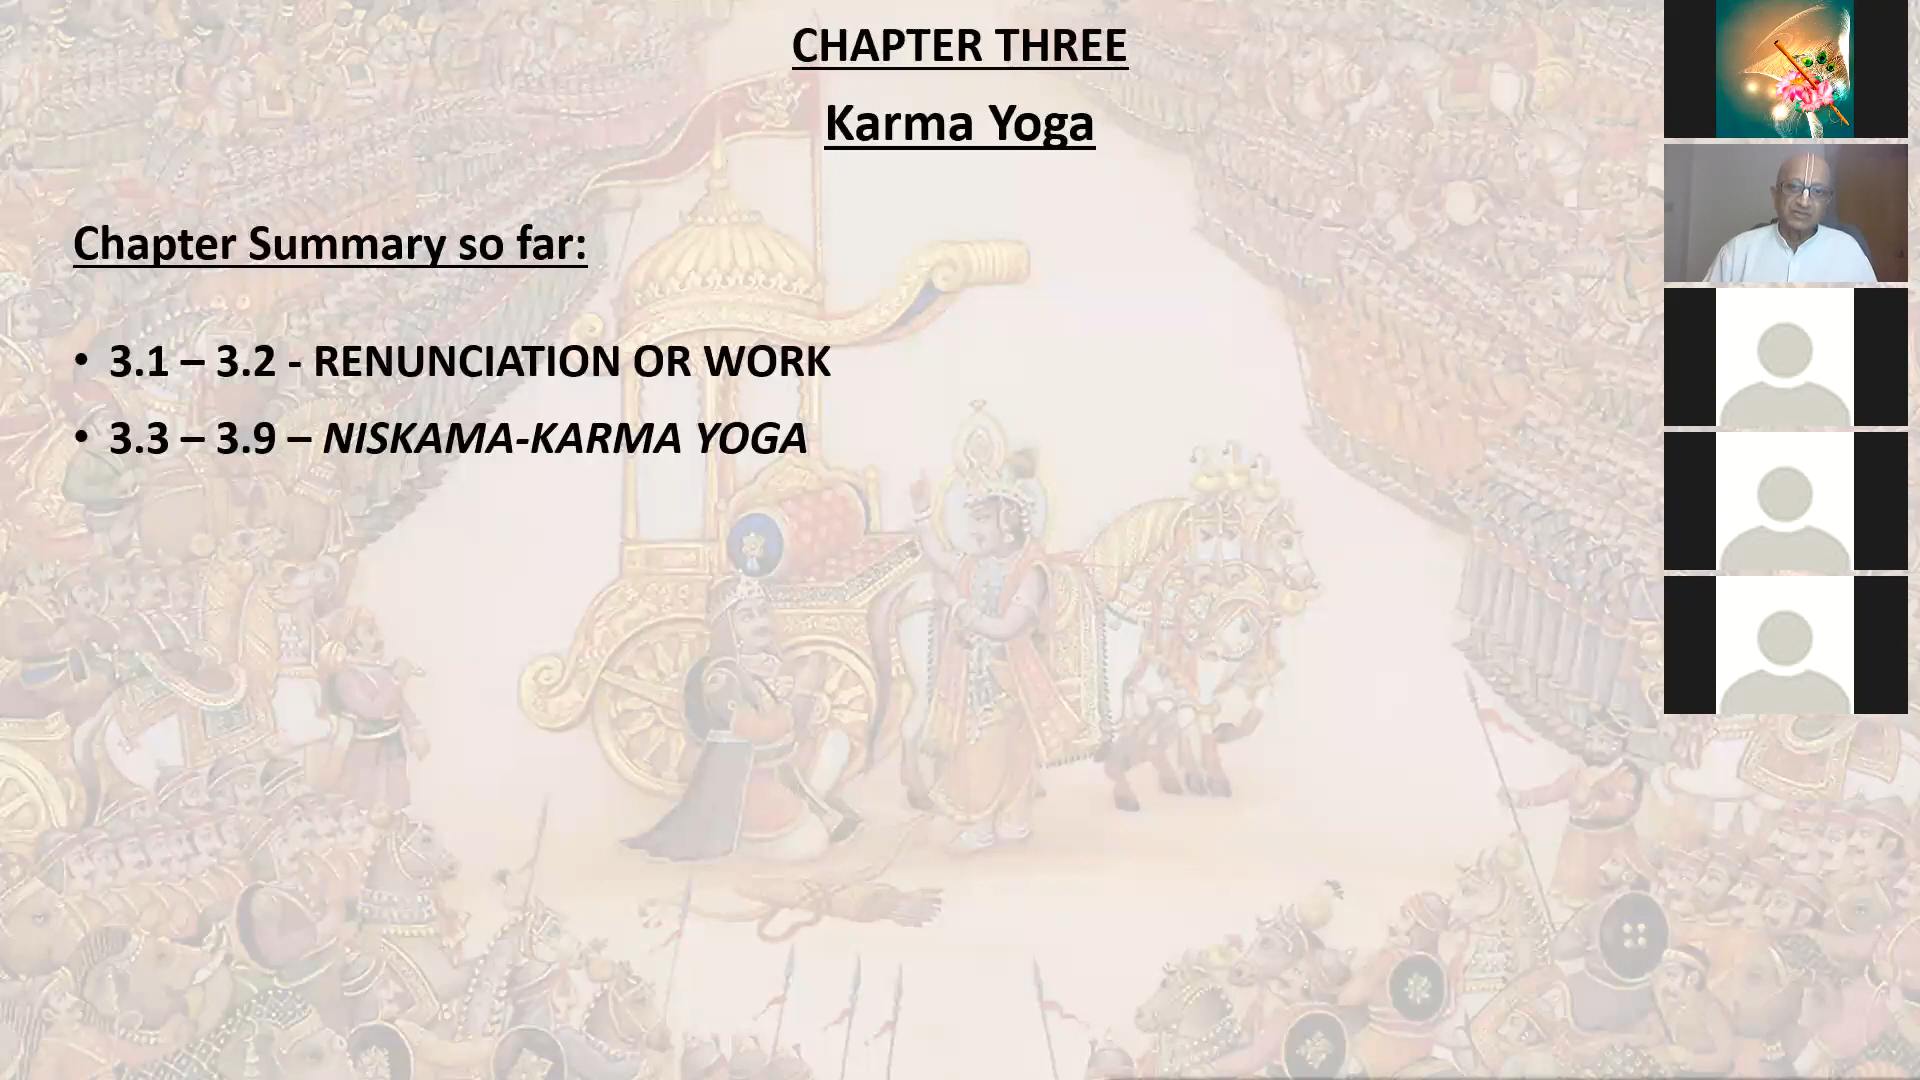 CHAPTER THREE
Karma Yoga
Chapter Summary so far:
• 3.1 – 3.2 - RENUNCIATION OR WORK
• 3.3 – 3.9 – NISKAMA-KARMA YOGA